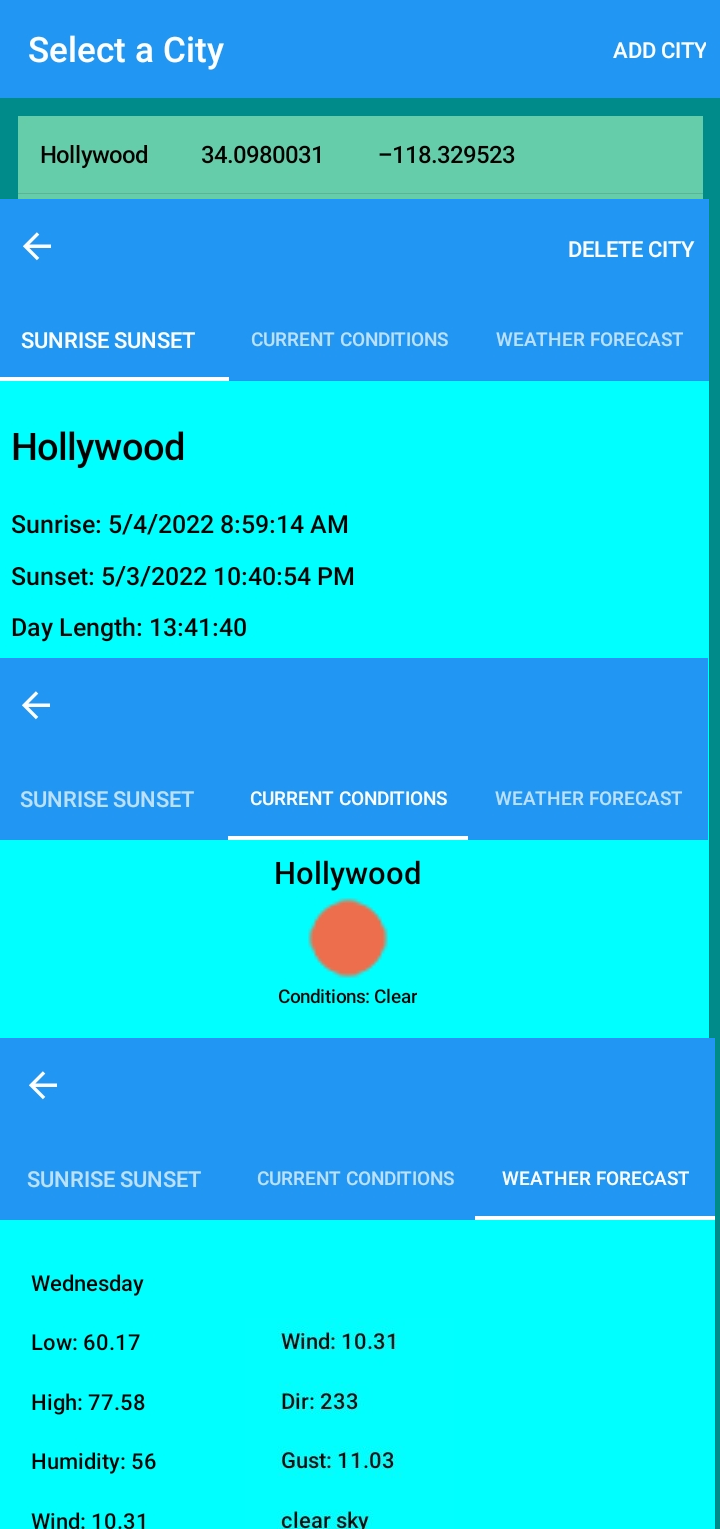 Select a City ADD CITY
Hollywood 34.0980031 −118.329523
DELETE CITY
SUNRISE SUNSET CURRENT CONDITIONS WEATHER FORECAST
Hollywood
Sunrise: 5/4/2022 8:59:14 AM
Sunset: 5/3/2022 10:40:54 PM
Day Length: 13:41:40
SUNRISE SUNSET CURRENT CONDITIONS WEATHER FORECAST
Hollywood
Conditions: Clear
SUNRISE SUNSET CURRENT CONDITIONS WEATHER FORECAST
Wednesday
Low: 60.17 Wind: 10.31
High: 77.58 Dir: 233
Humidity: 56 Gust: 11.03
Wind: 10.31 clear sky